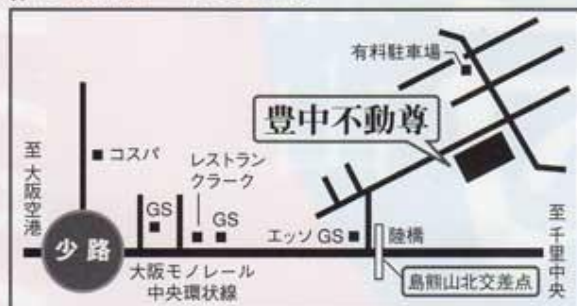 有料駐車場
豊中不動尊
至 大阪空港
コスパ
レストラン
クラーク
GS
GS
エッソ GS
陸橋
至 千里中央
少路
大阪モノレール
中央環状線
島熊山北交差点